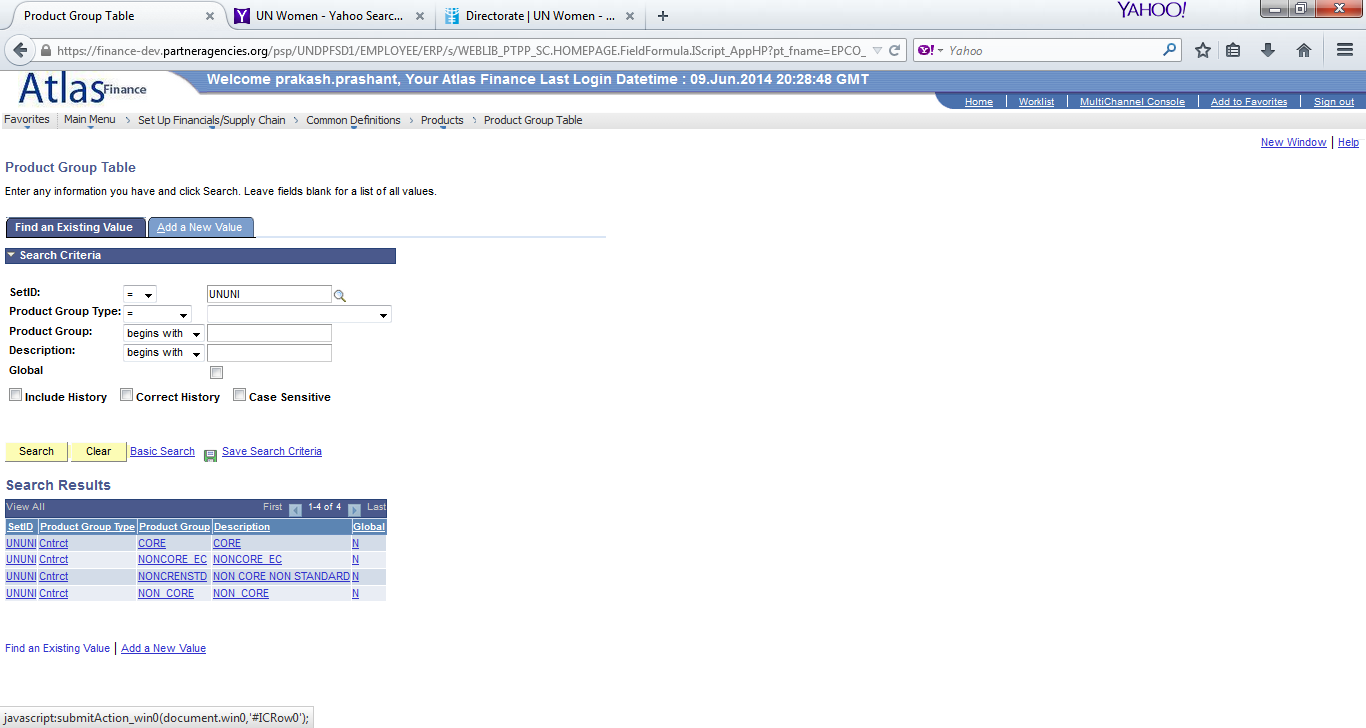 Product Group Table
UN Women - Yahoo Searc...
Directorate | UN Women - ...
YAHOO!
https://finance-dev.partneragencies.org/psp/UNDPFSD1/EMPLOYEE/ERP/s/WEBLIB_PTPP_SC.HOMEPAGE.FieldFormula.IScript_AppHP?pt_fname=EPCO_
Yahoo
Atlas Finance
Welcome prakash.prashant, Your Atlas Finance Last Login Datetime : 09.Jun.2014 20:28:48 GMT
Home Worklist MultiChannel Console Add to Favorites Sign out
Favorites Main Menu > Set Up Financials/Supply Chain > Common Definitions > Products > Product Group Table
New Window | Help
Product Group Table
Enter any information you have and click Search. Leave fields blank for a list of all values.
Find an Existing Value Add a New Value
Search Criteria
SetID: = UNUNI
Product Group Type: =
Product Group: begins with
Description: begins with
Global
Include History Correct History Case Sensitive
Search Clear Basic Search Save Search Criteria
Search Results
View All First 1-4 of 4 Last
SetID Product Group Type Product Group Description Global
UNUNI Cntrct CORE CORE N
UNUNI Cntrct NONCORE_EC NONCORE_EC N
UNUNI Cntrct NONCRENSTD NON CORE NON STANDARD N
UNUNI Cntrct NON_CORE NON_CORE N
Find an Existing Value | Add a New Value
javascript:submitAction_win0(document.win0,'#ICRow0');